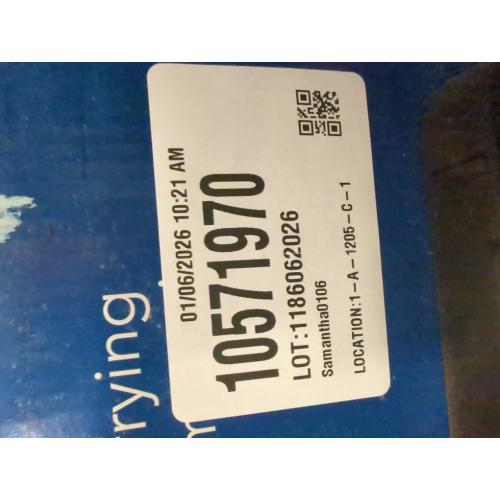 01/06/2026 10:21 AM
10571970
LOT:1186062026
Samantha0106
LOCATION:1-A-1205-C-1
rying